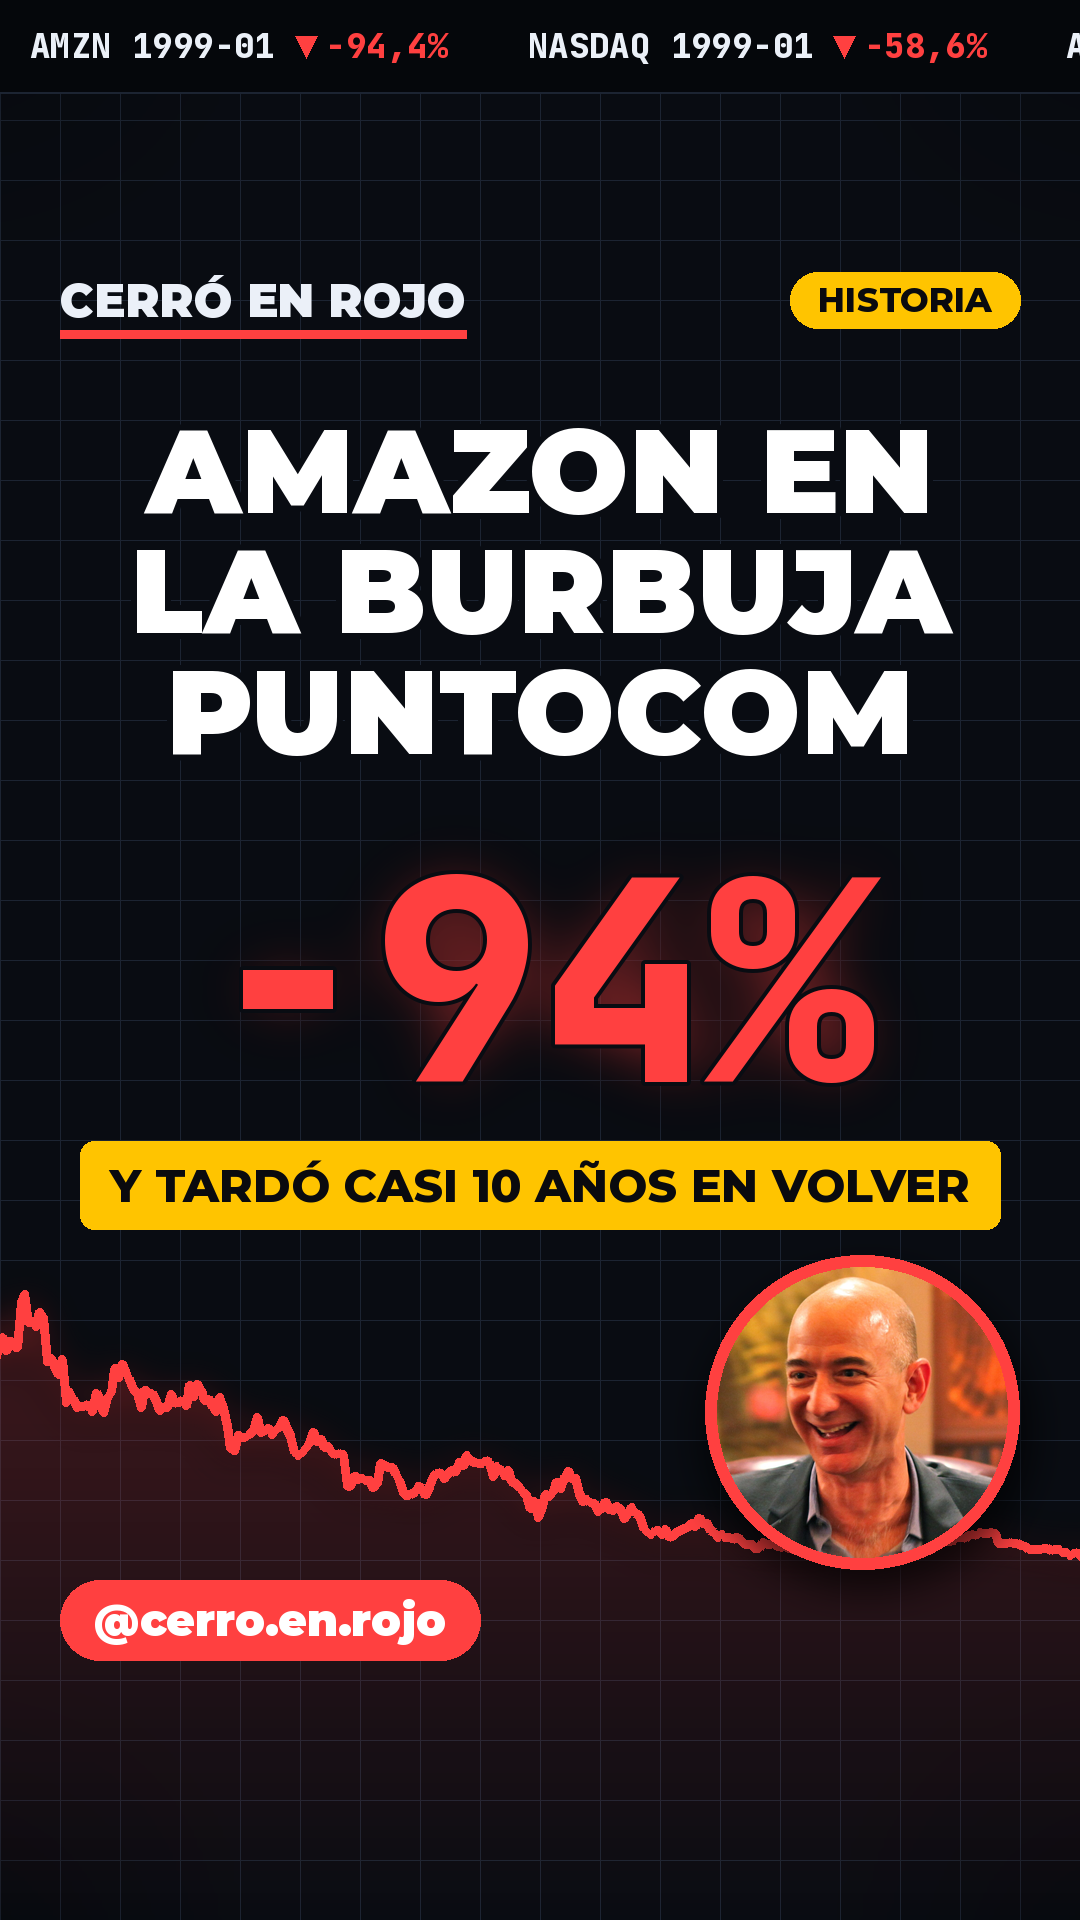 AMZN 1999-01 ▼ -94,4% NASDAQ 1999-01 ▼ -58,6% A
CERRÓ EN ROJO
HISTORIA
AMAZON EN
LA BURBUJA
PUNTOCOM
-94%
Y TARDÓ CASI 10 AÑOS EN VOLVER
@cerro.en.rojo